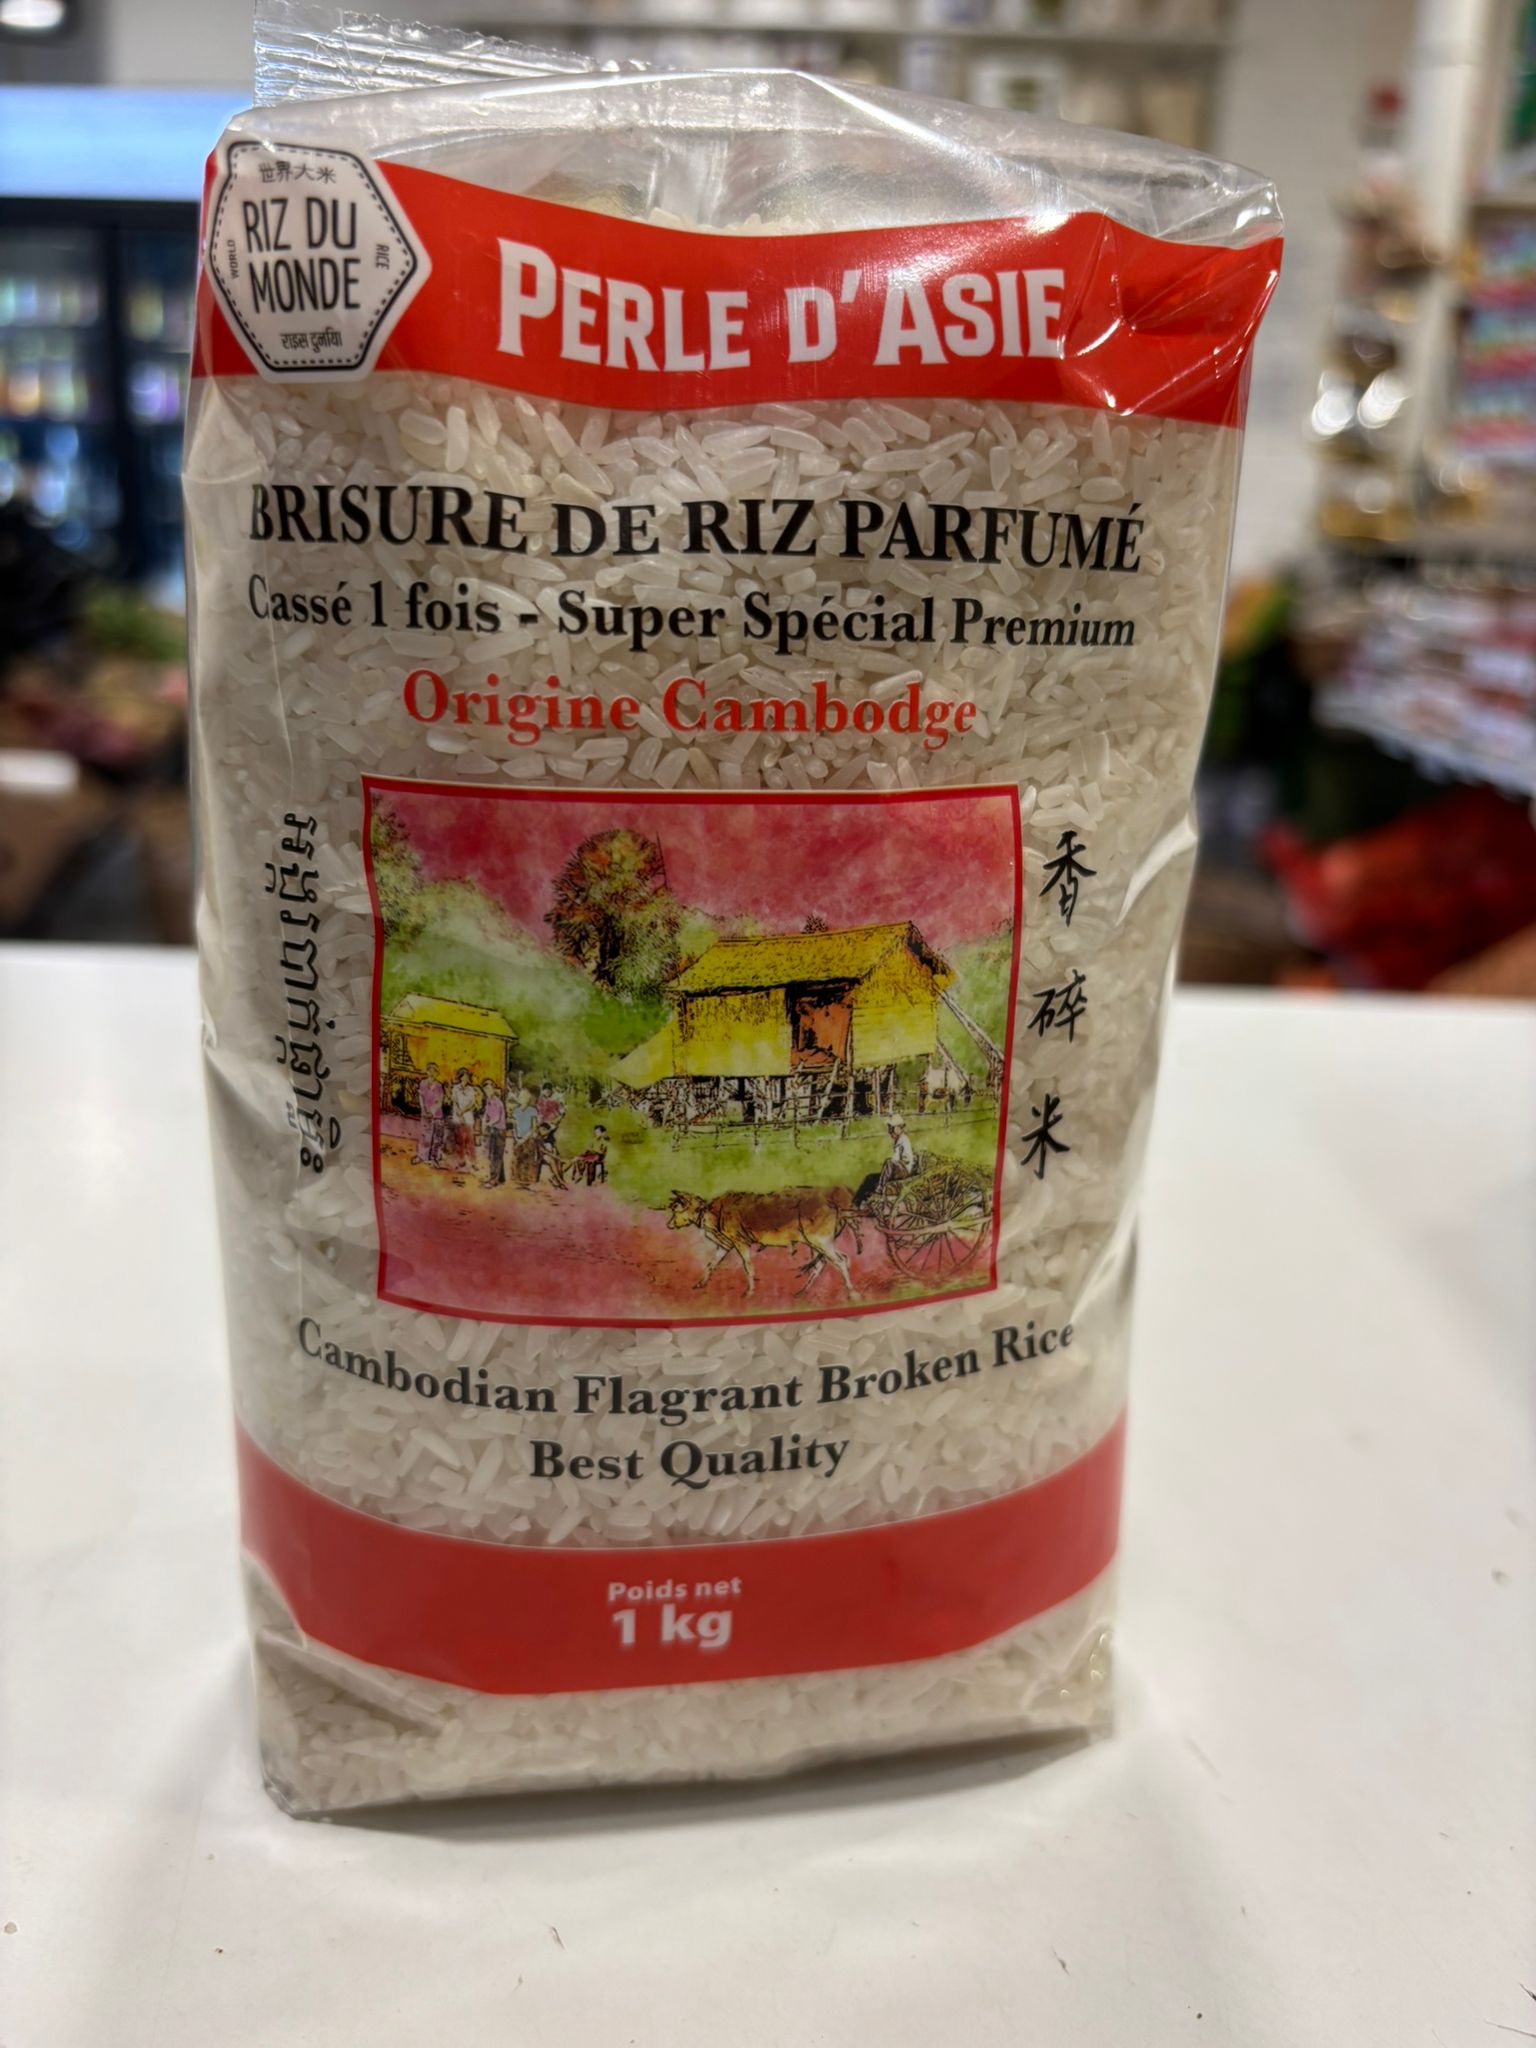 世界大米
RIZ DU
MONDE
WORLD
RICE
राइस दुनिया
PERLE D'ASIE
BRISURE DE RIZ PARFUMÉ
Cassé 1 fois - Super Spécial Premium
Origine Cambodge
香碎米
Cambodian Flagrant Broken Rice
Best Quality
Poids net
1 kg